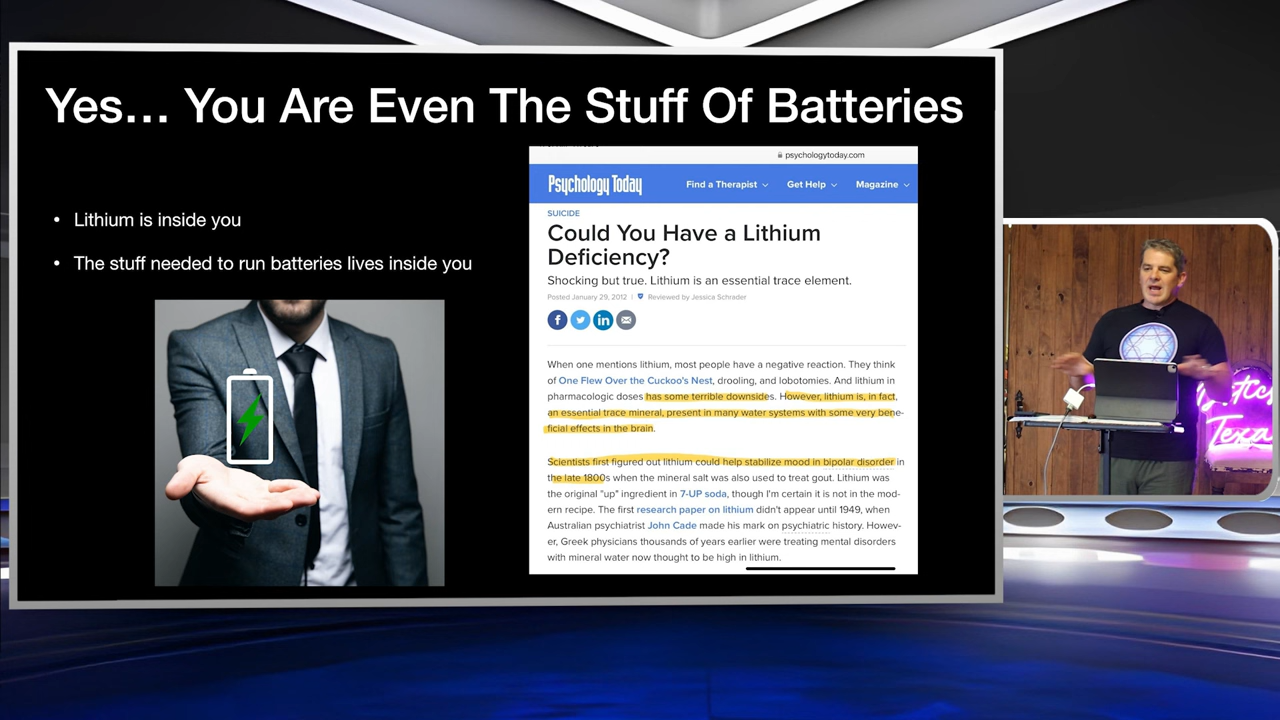 Yes... You Are Even The Stuff Of Batteries
• Lithium is inside you
• The stuff needed to run batteries lives inside you
psychologytoday.com
Psychology Today
Find a Therapist
Get Help
Magazine
SUICIDE
Could You Have a Lithium
Deficiency?
Shocking but true. Lithium is an essential trace element.
Posted January 29, 2012 | Reviewed by Jessica Schrader
When one mentions lithium, most people have a negative reaction. They think
of One Flew Over the Cuckoo's Nest, drooling, and lobotomies. And lithium in
pharmacologic doses has some terrible downsides. However, lithium is, in fact,
an essential trace mineral, present in many water systems with some very bene-
ficial effects in the brain.
Scientists first figured out lithium could help stabilize mood in bipolar disorder in
the late 1800s when the mineral salt was also used to treat gout. Lithium was
the original "up" ingredient in 7-UP soda, though I'm certain it is not in the mod-
ern recipe. The first research paper on lithium didn't appear until 1949, when
Australian psychiatrist John Cade made his mark on psychiatric history. Howev-
er, Greek physicians thousands of years earlier were treating mental disorders
with mineral water now thought to be high in lithium.